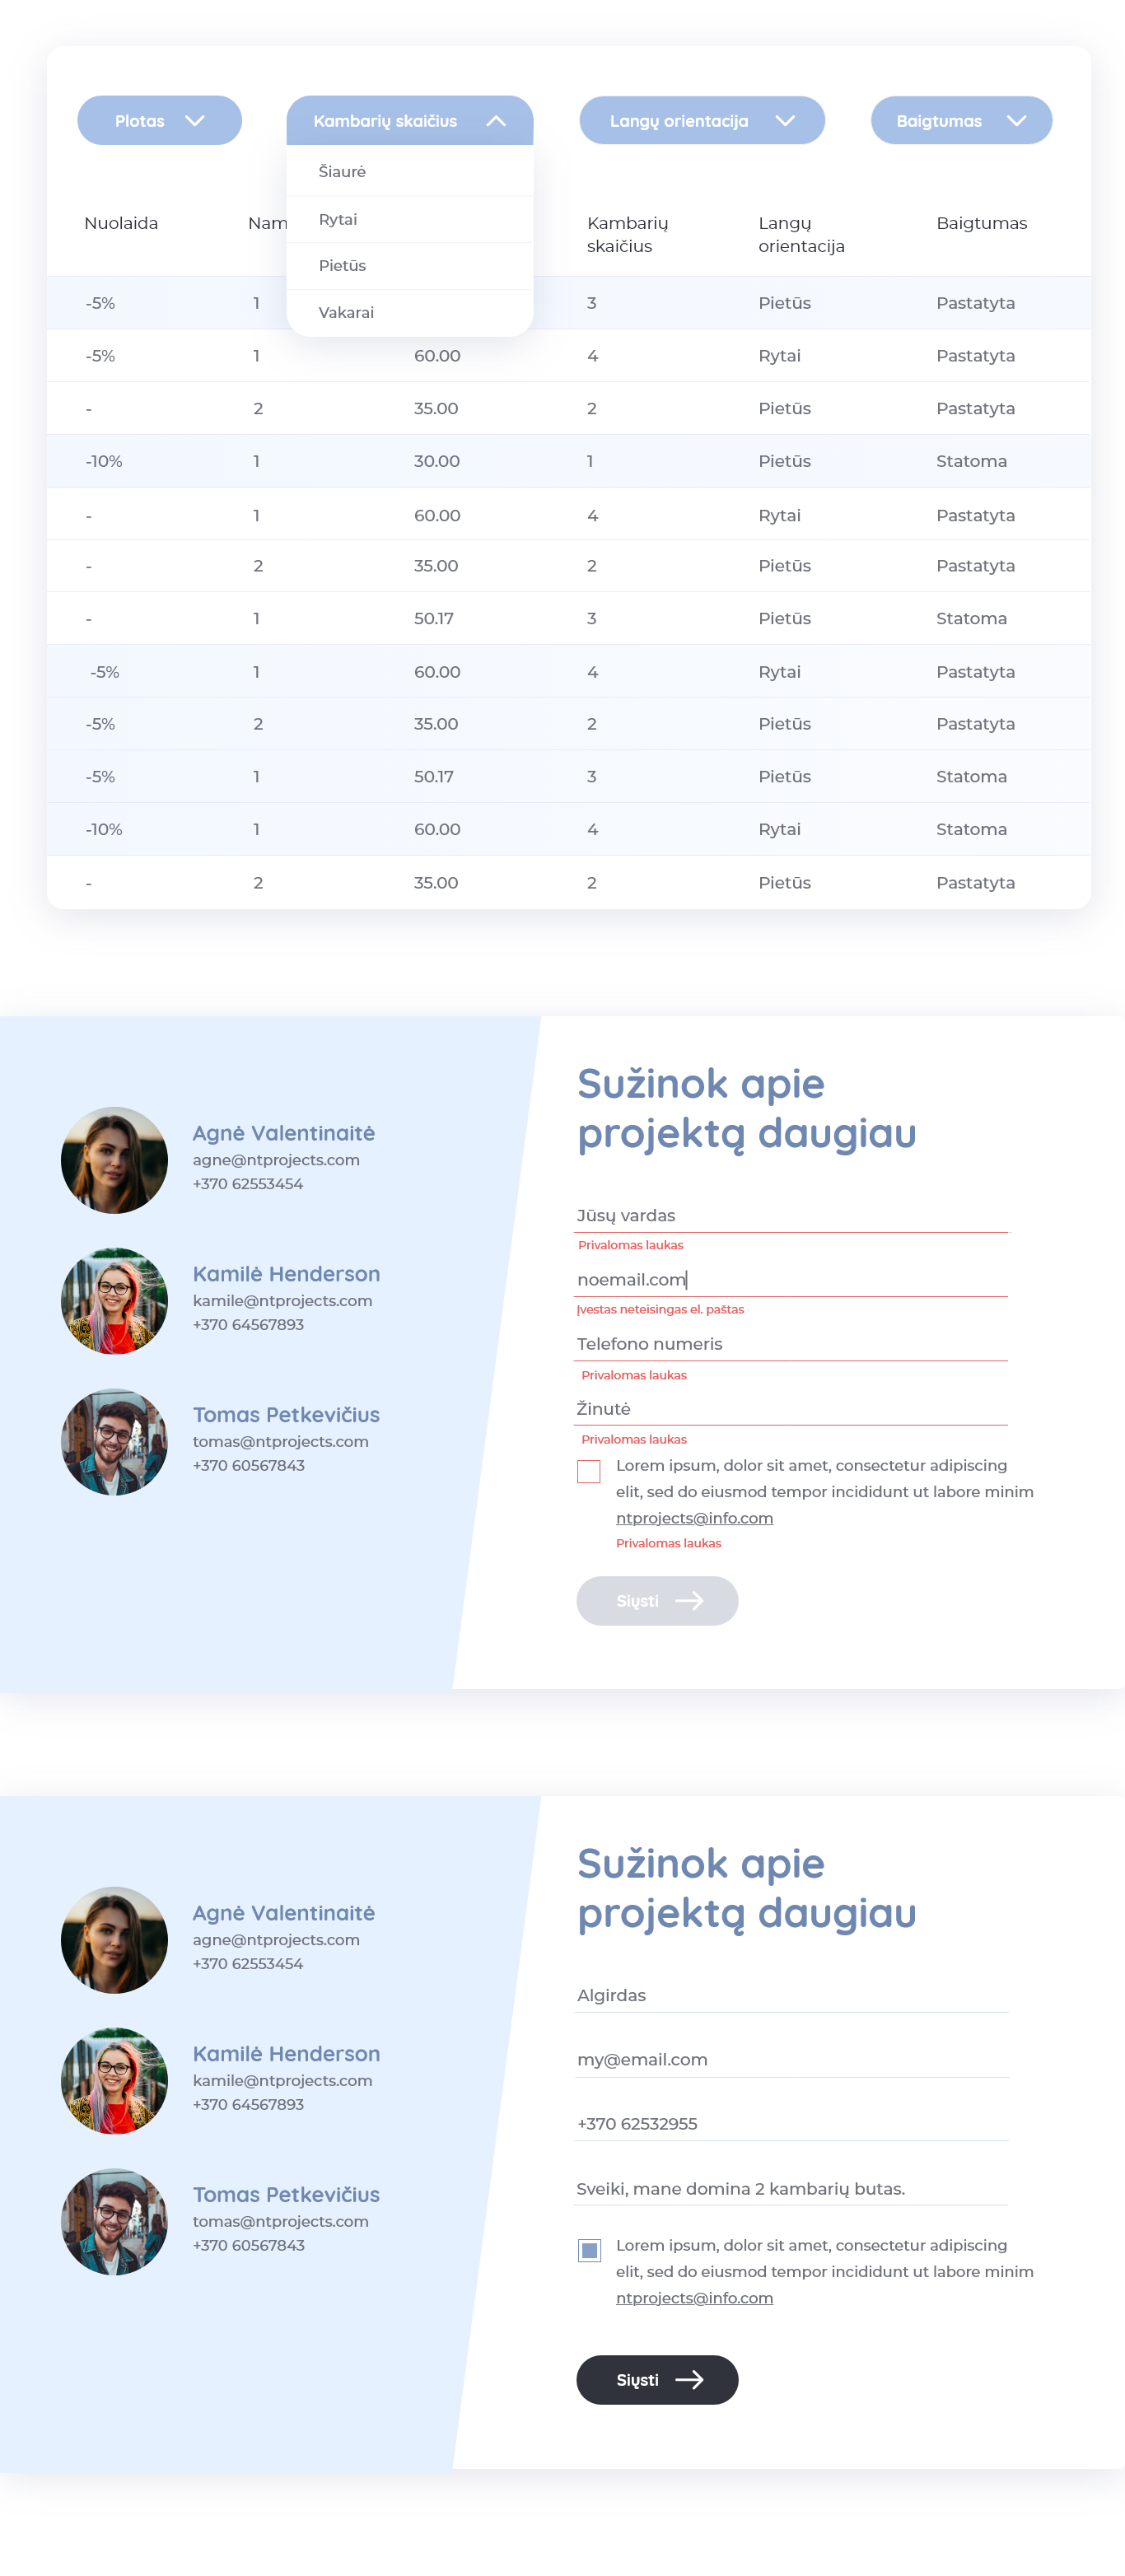 Plotas
Kambarių skaičius
Langų orientacija
Baigtumas
Šiaurė
Rytai
Pietūs
Vakarai
Nuolaida
Nam
Kambarių
skaičius
Langų
orientacija
Baigtumas
-5% 1 3 Pietūs Pastatyta
-5% 1 60.00 4 Rytai Pastatyta
- 2 35.00 2 Pietūs Pastatyta
-10% 1 30.00 1 Pietūs Statoma
- 1 60.00 4 Rytai Pastatyta
- 2 35.00 2 Pietūs Pastatyta
- 1 50.17 3 Pietūs Statoma
-5% 1 60.00 4 Rytai Pastatyta
-5% 2 35.00 2 Pietūs Pastatyta
-5% 1 50.17 3 Pietūs Statoma
-10% 1 60.00 4 Rytai Statoma
- 2 35.00 2 Pietūs Pastatyta
Agnė Valentinaitė
agne@ntprojects.com
+370 62553454
Kamilė Henderson
kamile@ntprojects.com
+370 64567893
Tomas Petkevičius
tomas@ntprojects.com
+370 60567843
Sužinok apie
projektą daugiau
Jūsų vardas
Privalomas laukas
noemail.com
Įvestas neteisingas el. paštas
Telefono numeris
Privalomas laukas
Žinutė
Privalomas laukas
Lorem ipsum, dolor sit amet, consectetur adipiscing
elit, sed do eiusmod tempor incididunt ut labore minim
ntprojects@info.com
Privalomas laukas
Siųsti
Agnė Valentinaitė
agne@ntprojects.com
+370 62553454
Kamilė Henderson
kamile@ntprojects.com
+370 64567893
Tomas Petkevičius
tomas@ntprojects.com
+370 60567843
Sužinok apie
projektą daugiau
Algirdas
my@email.com
+370 62532955
Sveiki, mane domina 2 kambarių butas.
Lorem ipsum, dolor sit amet, consectetur adipiscing
elit, sed do eiusmod tempor incididunt ut labore minim
ntprojects@info.com
Siųsti